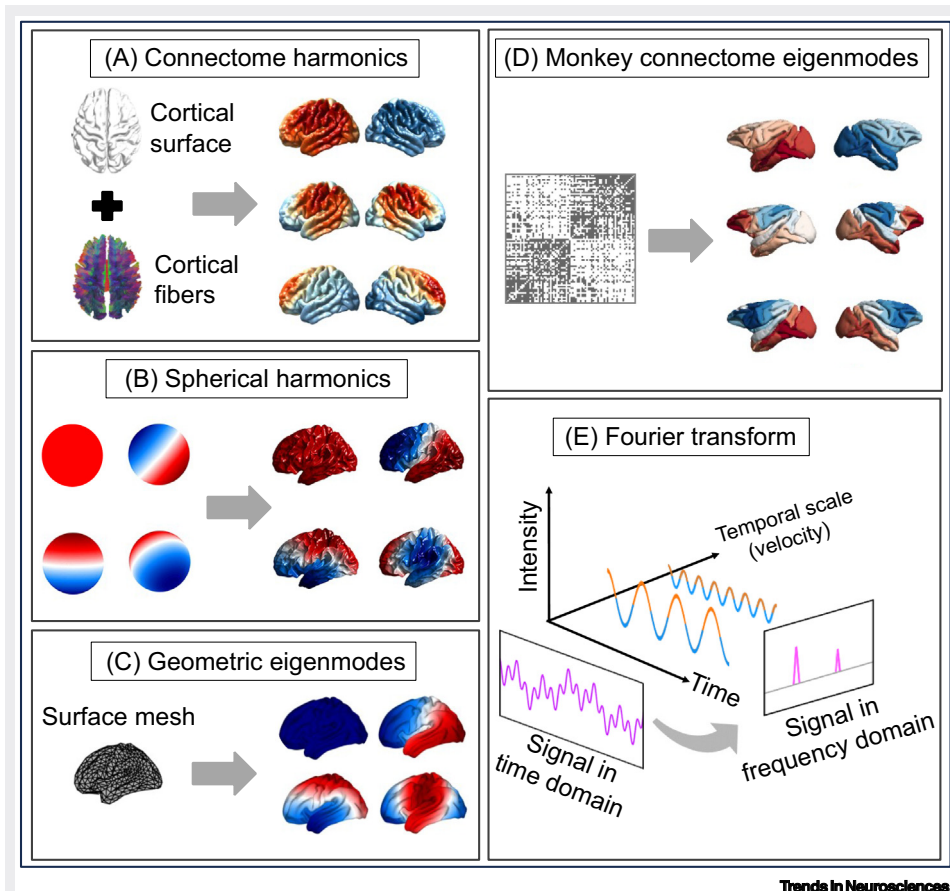 (A) Connectome harmonics
Cortical
surface
Cortical
fibers
(B) Spherical harmonics
(C) Geometric eigenmodes
Surface mesh
(D) Monkey connectome eigenmodes
(E) Fourier transform
Intensity
Temporal scale
(velocity)
Time
Signal in
time domain
Signal in
frequency domain
Trends in Neurosciences